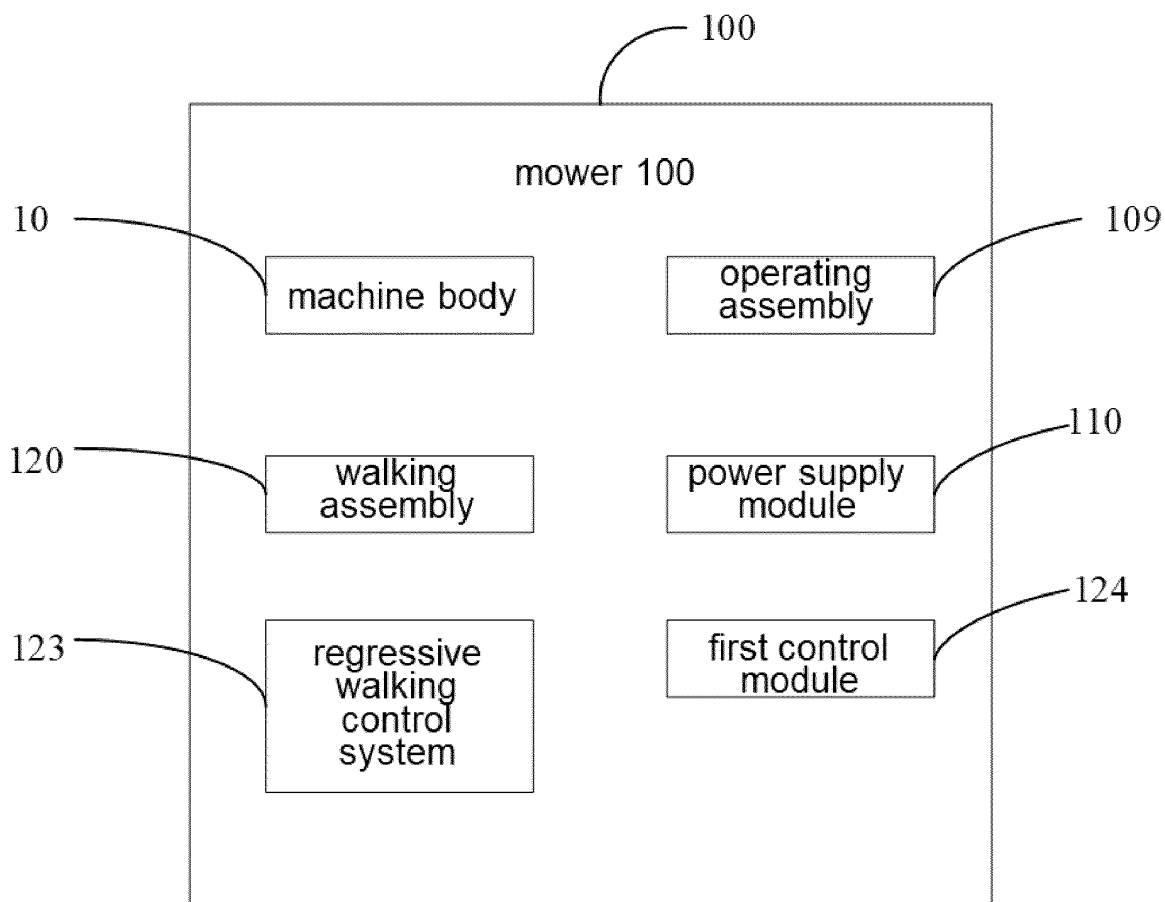 100
mower 100
10
machine body
109
operating
assembly
120
walking
assembly
110
power supply
module
123
regressive
walking
control
system
124
first control
module